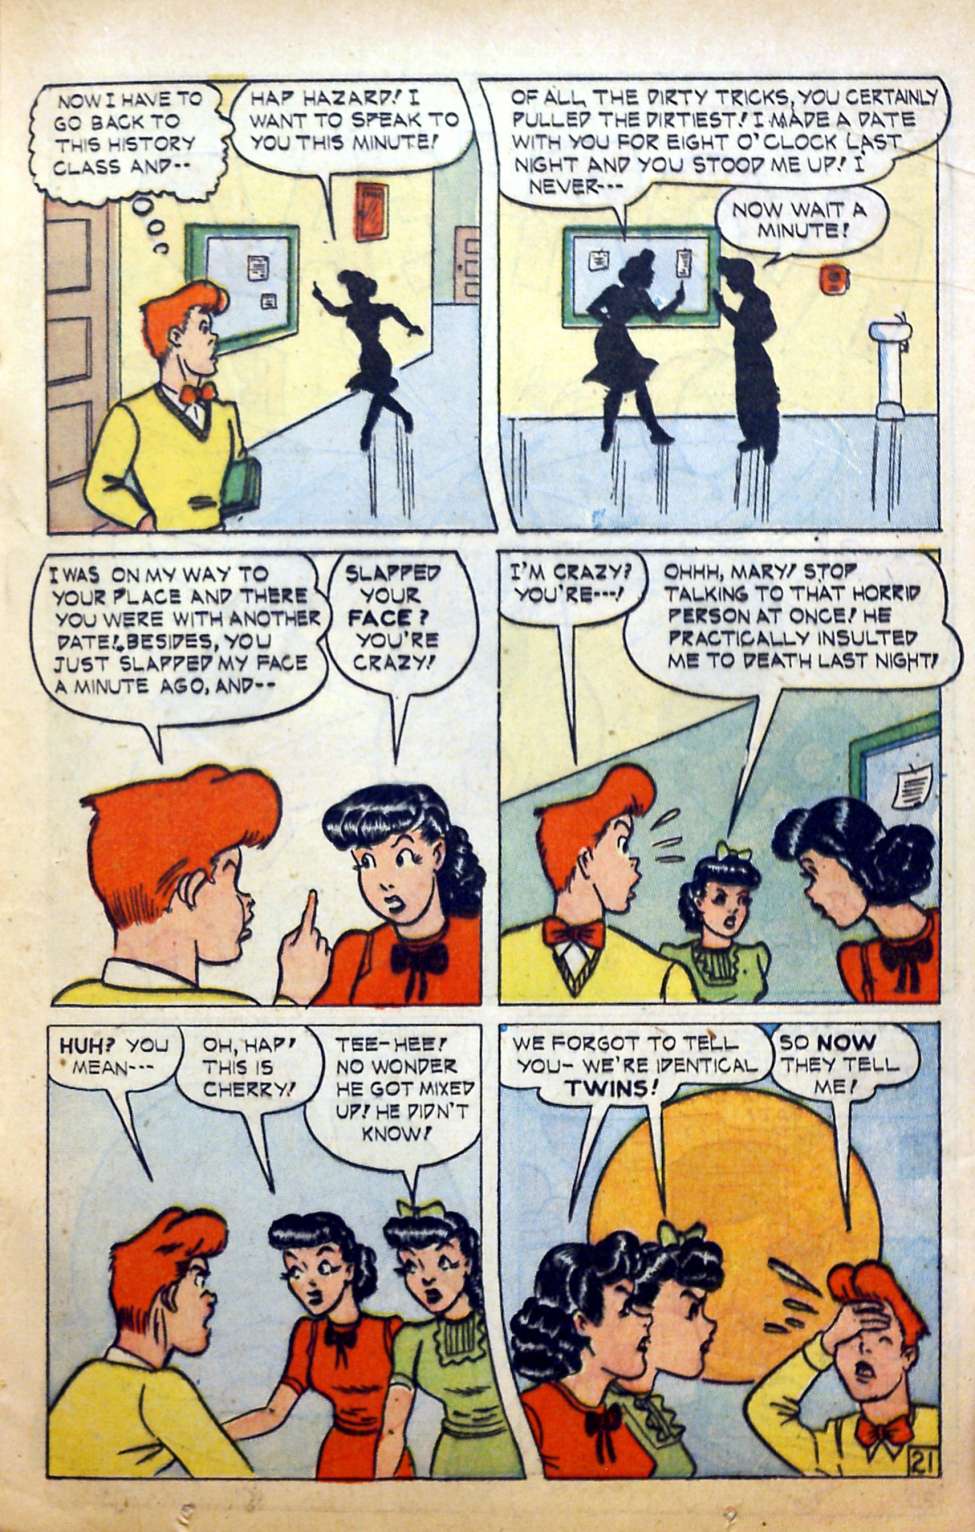 NOW I HAVE TO
GO BACK TO
THIS HISTORY
CLASS AND--
HAP HAZARD! I
WANT TO SPEAK TO
YOU THIS MINUTE!
OF ALL THE DIRTY TRICKS, YOU CERTAINLY
PULLED THE DIRTIEST! I MADE A DATE
WITH YOU FOR EIGHT O'CLOCK LAST
NIGHT AND YOU STOOD ME UP! I
NEVER---
NOW WAIT A
MINUTE!
I WAS ON MY WAY TO
YOUR PLACE AND THERE
YOU WERE WITH ANOTHER
DATE! BESIDES, YOU
JUST SLAPPED MY FACE
A MINUTE AGO, AND--
SLAPPED
YOUR
FACE?
YOU'RE
CRAZY!
I'M CRAZY?
YOU'RE---!
OHHH, MARY! STOP
TALKING TO THAT HORRID
PERSON AT ONCE! HE
PRACTICALLY INSULTED
ME TO DEATH LAST NIGHT!
HUH? YOU
MEAN---
OH, HAP!
THIS IS
CHERRY!
TEE-HEE!
NO WONDER
HE GOT MIXED
UP! HE DIDN'T
KNOW!
WE FORGOT TO TELL
YOU- WE'RE IDENTICAL
TWINS!
SO NOW
THEY TELL
ME!
21